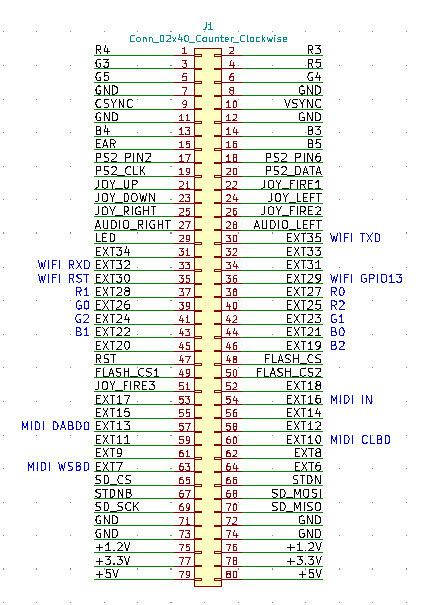 J1
Conn_02x40_Counter_Clockwise
R4 1 2 R3
G3 3 4 R5
G5 5 6 G4
GND 7 8 GND
CSYNC 9 10 VSYNC
GND 11 12 GND
B4 13 14 B3
EAR 15 16 B5
PS2_PIN2 17 18 PS2_PIN6
PS2_CLK 19 20 PS2_DATA
JOY_UP 21 22 JOY_FIRE1
JOY_DOWN 23 24 JOY_LEFT
JOY_RIGHT 25 26 JOY_FIRE2
AUDIO_RIGHT 27 28 AUDIO_LEFT
LED 29 30 EXT35 WIFI TXD
EXT34 31 32 EXT33
WIFI RXD EXT32 33 34 EXT31
WIFI RST EXT30 35 36 EXT29 WIFI GPIO13
R1 EXT28 37 38 EXT27 R0
G0 EXT26 39 40 EXT25 R2
G2 EXT24 41 42 EXT23 G1
B1 EXT22 43 44 EXT21 B0
EXT20 45 46 EXT19 B2
RST 47 48 FLASH_CS
FLASH_CS1 49 50 FLASH_CS2
JOY_FIRE3 51 52 EXT18
EXT17 53 54 EXT16 MIDI IN
EXT15 55 56 EXT14
MIDI DABD0 EXT13 57 58 EXT12
EXT11 59 60 EXT10 MIDI CLBD
EXT9 61 62 EXT8
MIDI WSBD EXT7 63 64 EXT6
SD_CS 65 66 STDN
STDNB 67 68 SD_MOSI
SD_SCK 69 70 SD_MISO
GND 71 72 GND
GND 73 74 GND
+1.2V 75 76 +1.2V
+3.3V 77 78 +3.3V
+5V 79 80 +5V